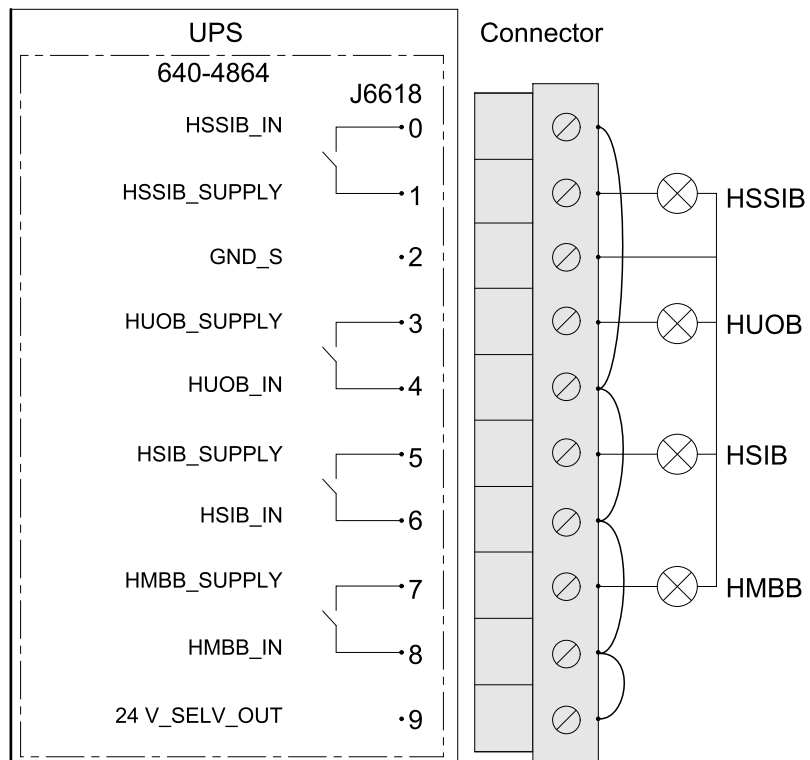 UPS
Connector
640-4864
J6618
HSSIB_IN
0
HSSIB_SUPPLY
1
HSSIB
GND_S
2
HUOB_SUPPLY
3
HUOB
HUOB_IN
4
HSIB_SUPPLY
5
HSIB
HSIB_IN
6
HMBB_SUPPLY
7
HMBB
HMBB_IN
8
24 V_SELV_OUT
9